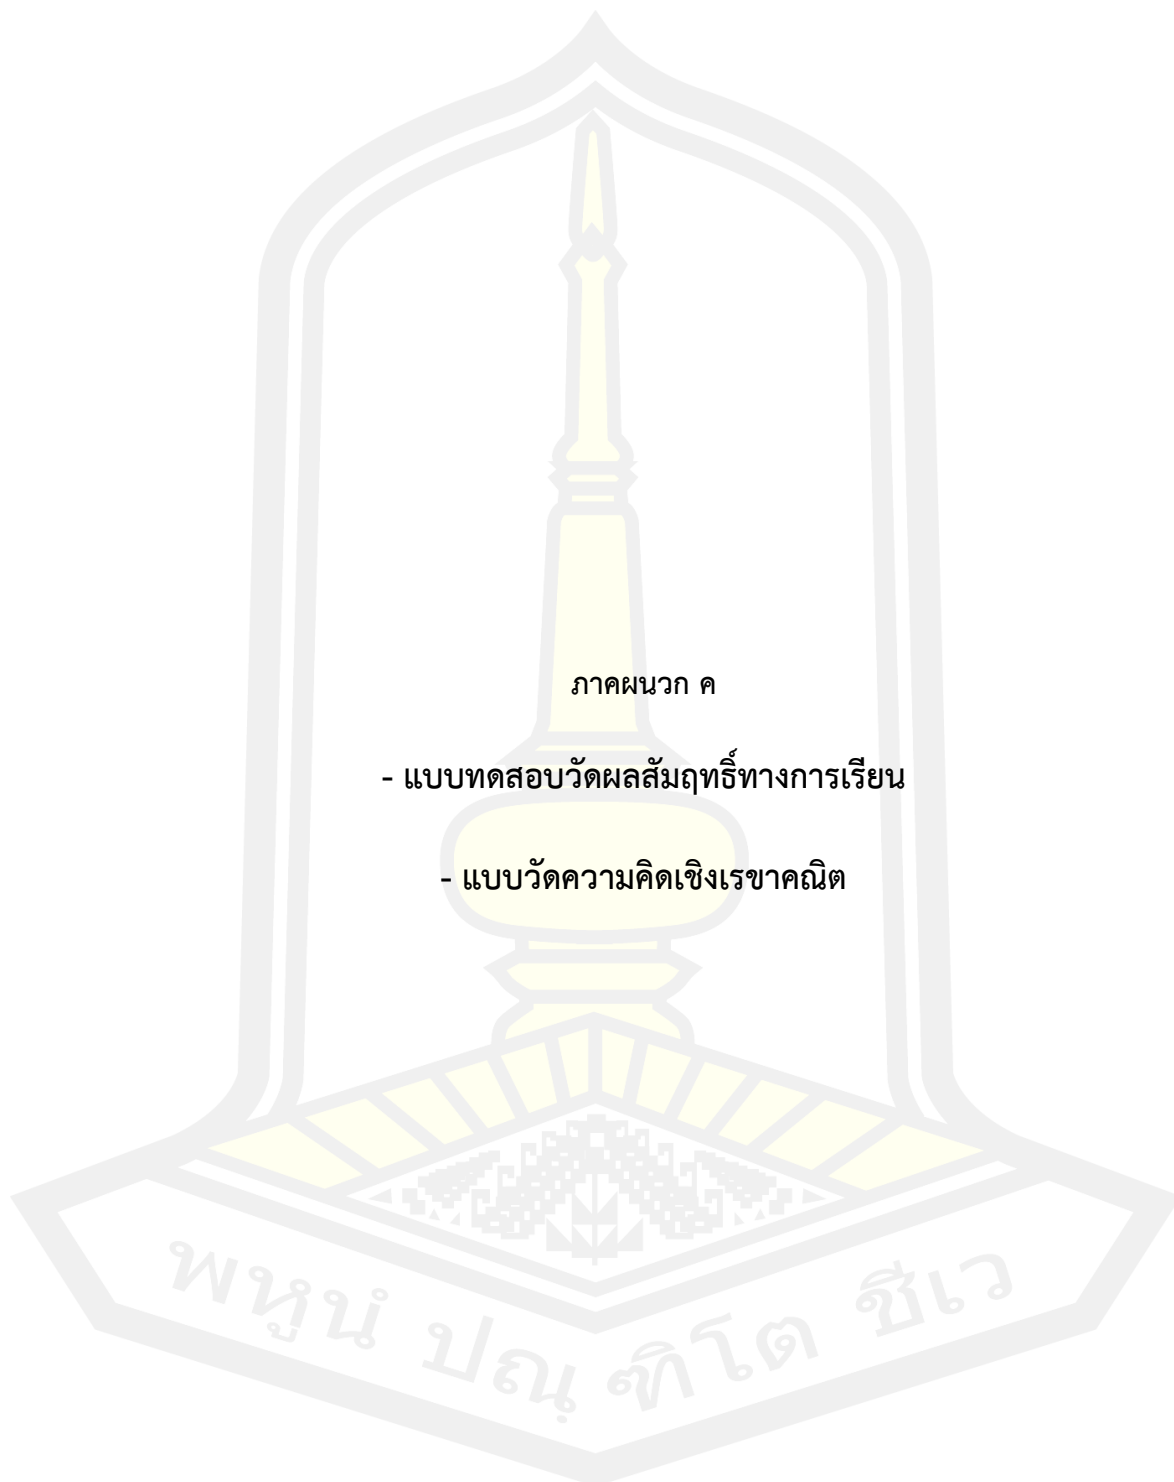 ภาคผนวก ค
- แบบทดสอบวัดผลสัมฤทธิ์ทางการเรียน
- แบบวัดความคิดเชิงเรขาคณิต
พหูนํ ปณฺฑิโต ชีเว